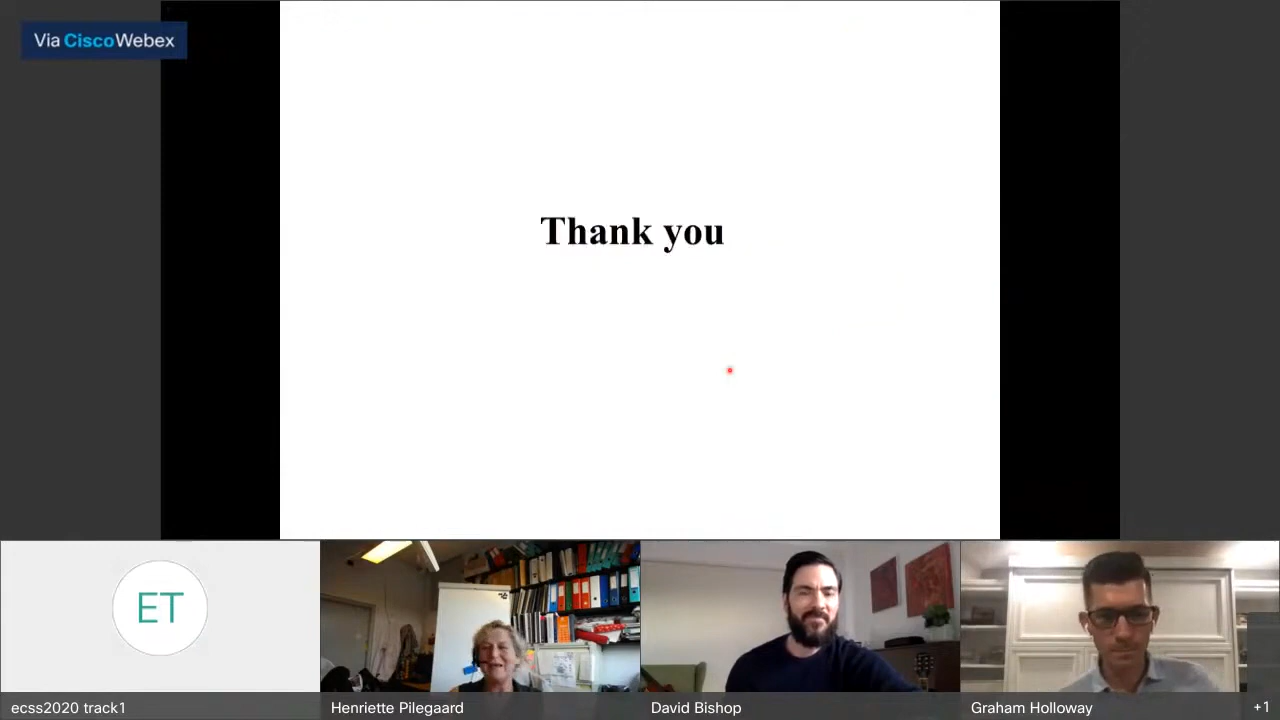 Via CiscoWebex
Thank you
ET
ecss2020 track1
Henriette Pilegaard
David Bishop
Graham Holloway
+1